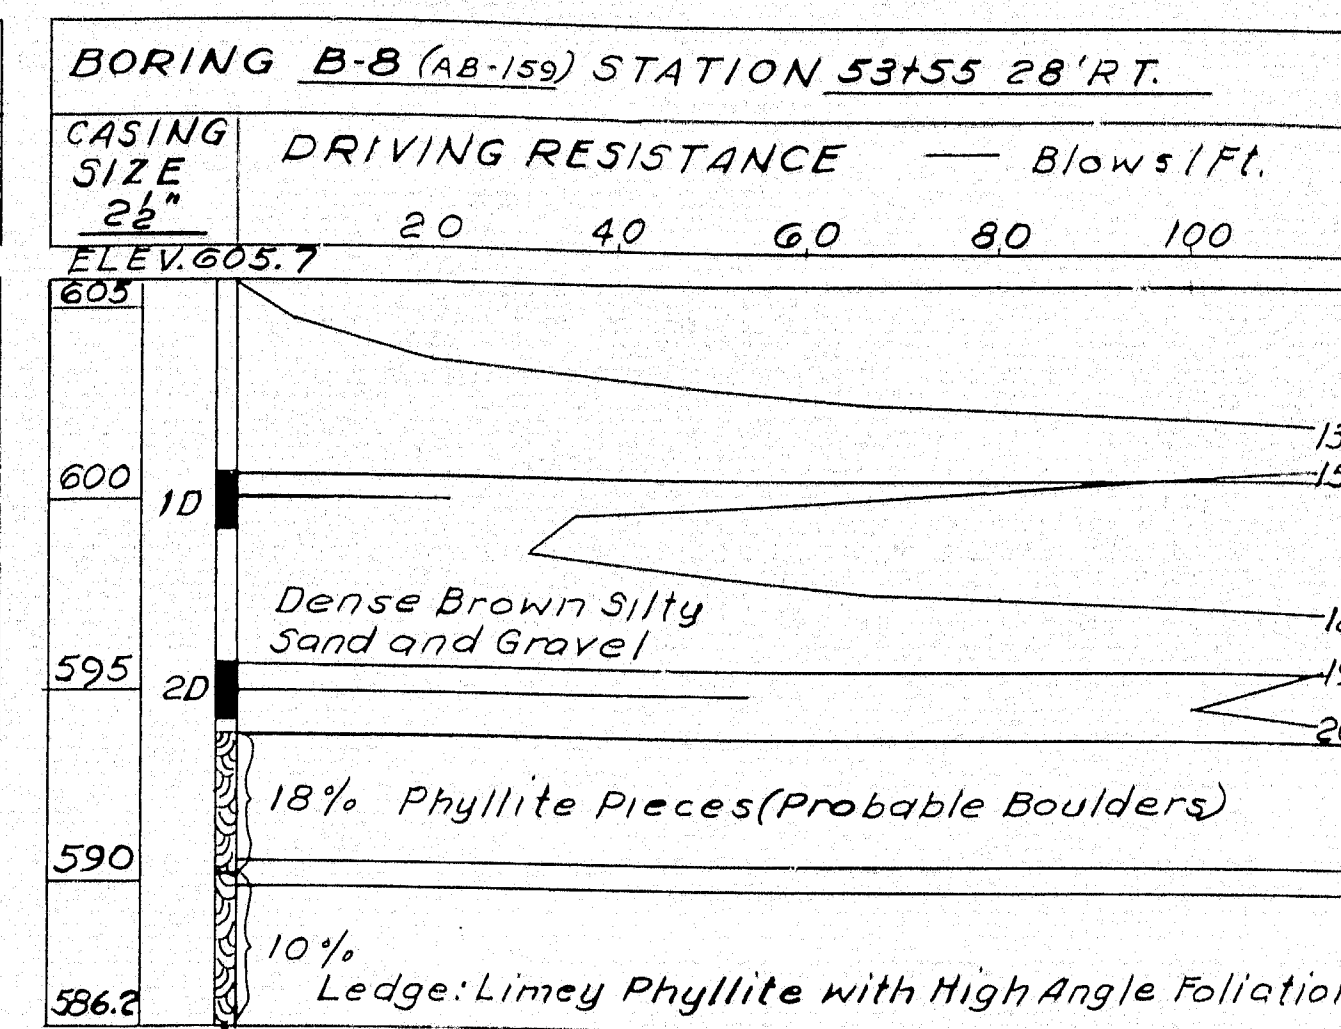 BORING B-8 (AB-159) STATION 53+55 28'RT.
CASING SIZE 2½"
DRIVING RESISTANCE — Blows/Ft.
20 40 60 80 100
ELEV. 605.7
605
600
1D
Dense Brown Silty
Sand and Gravel
595
2D
18% Phyllite Pieces (Probable Boulders)
590
10%
Ledge: Limey Phyllite with High Angle Foliation
586.2